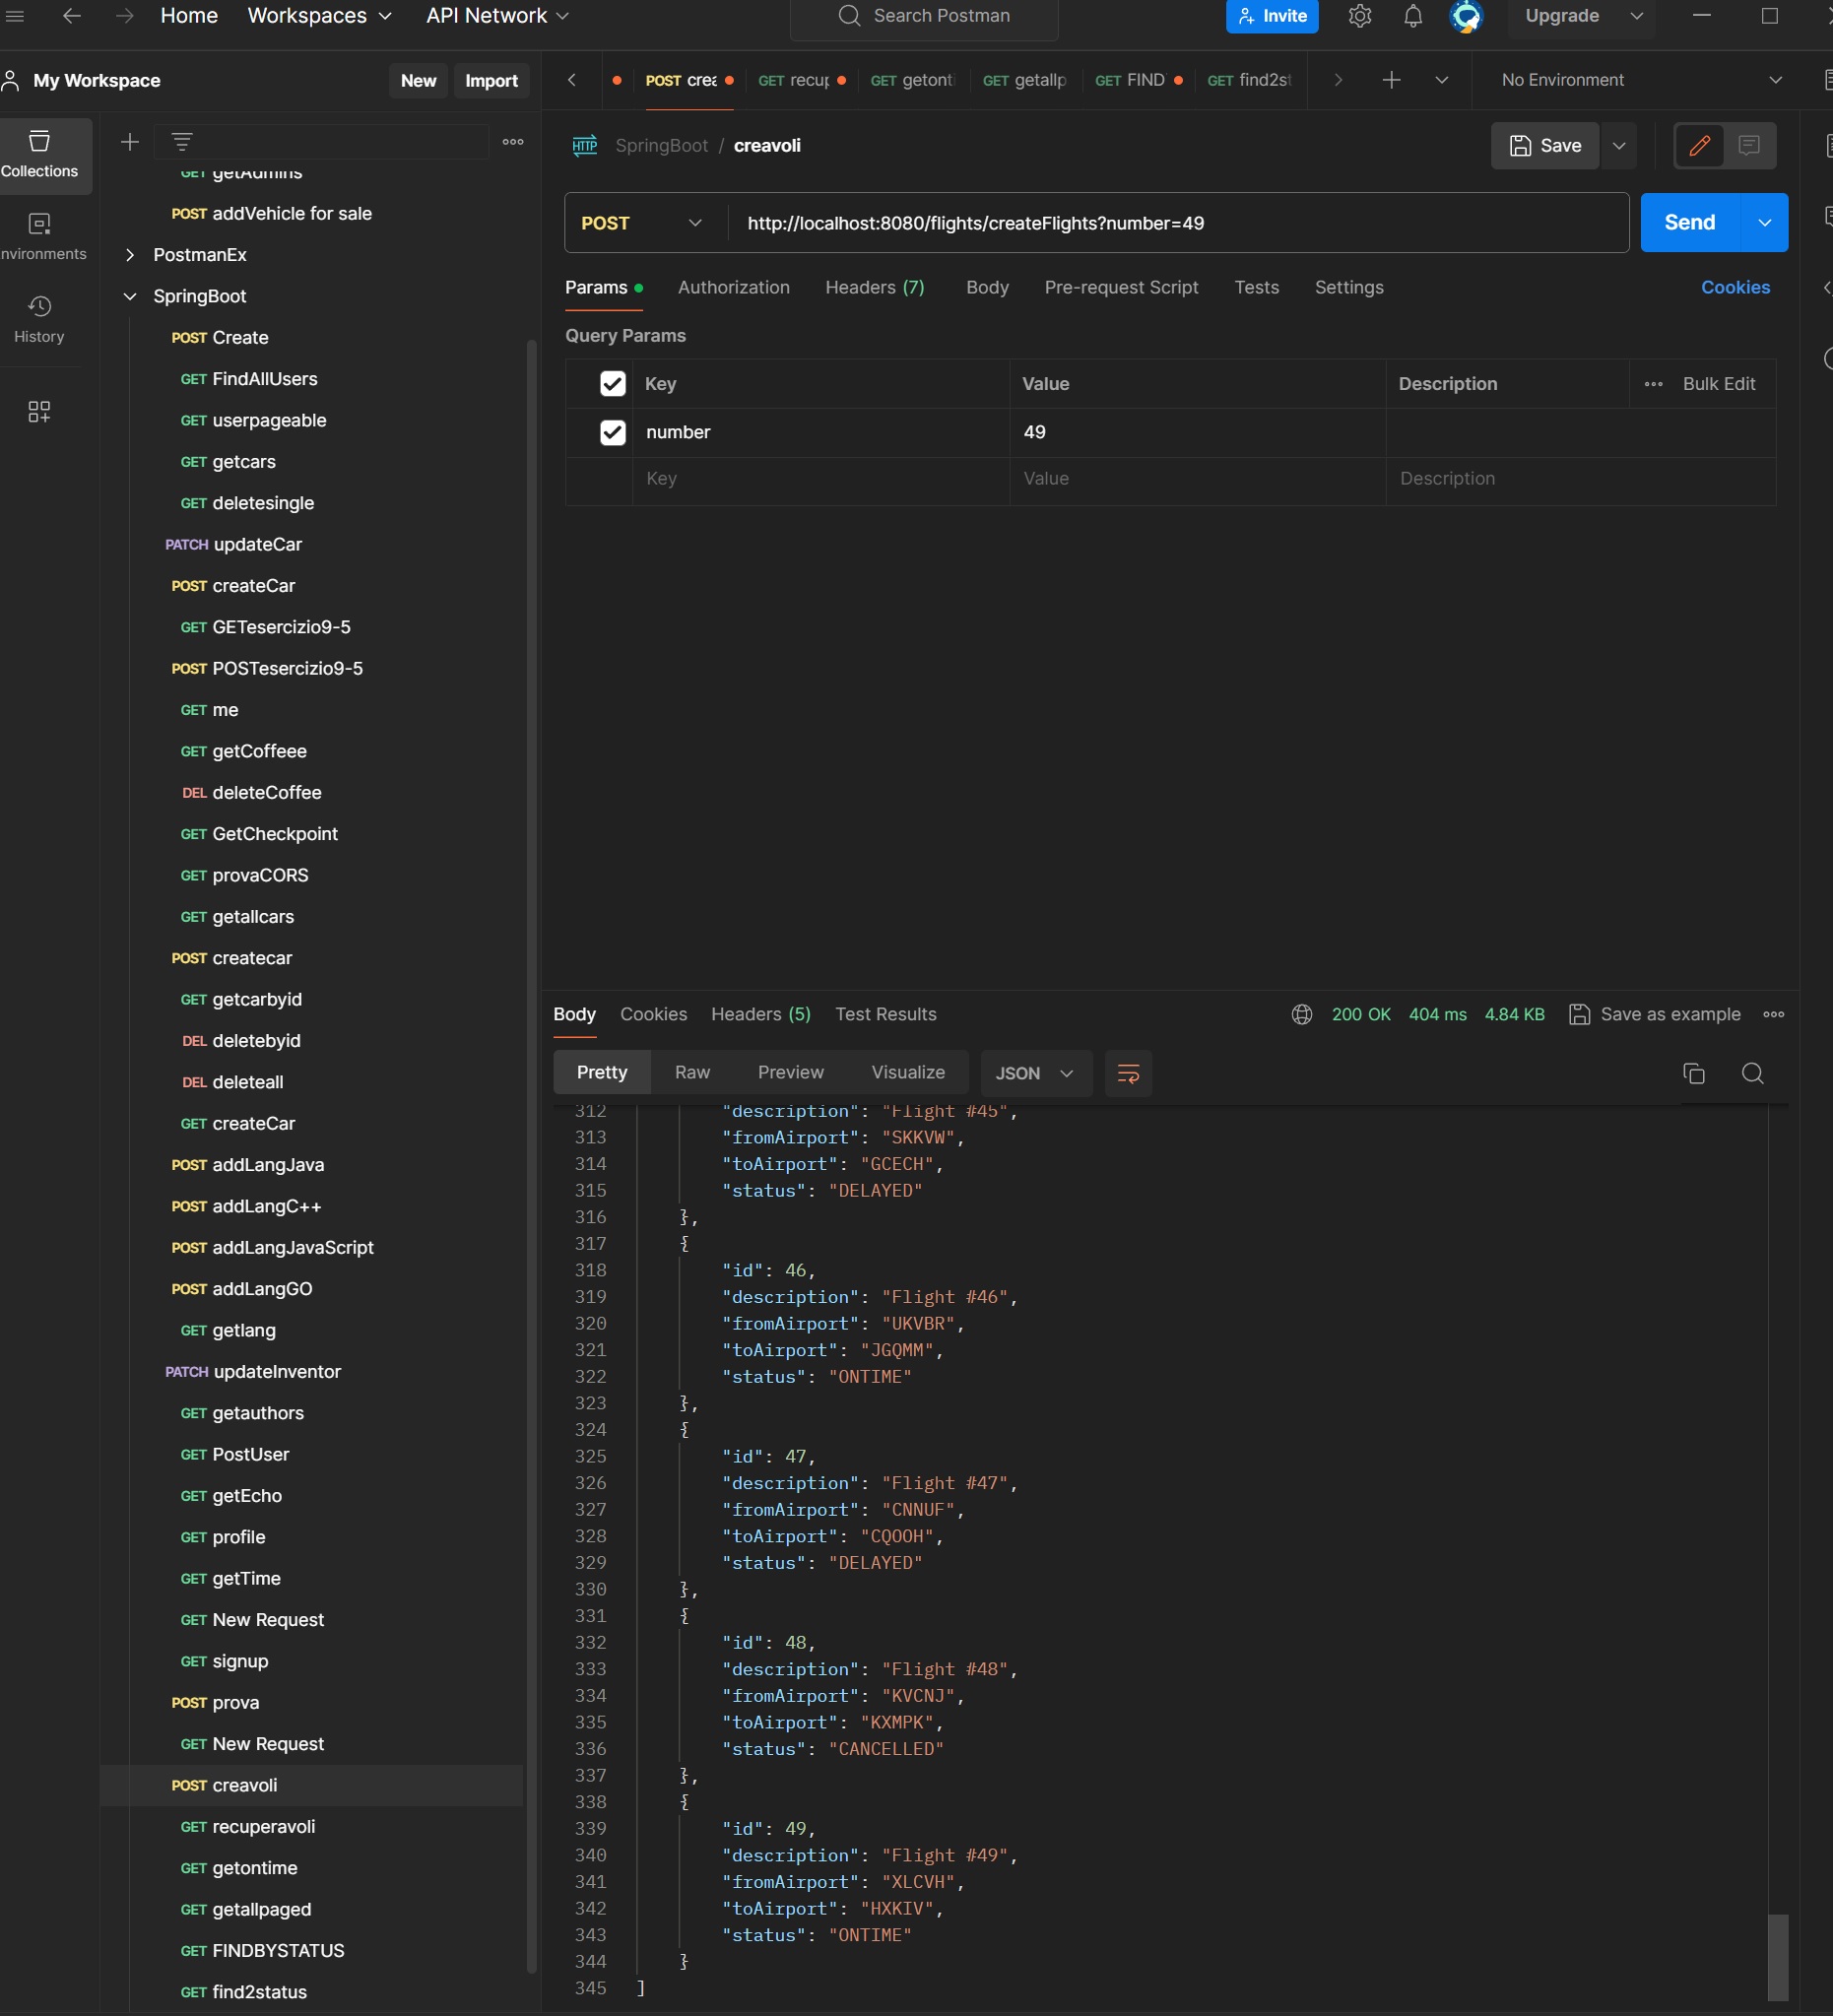 Home Workspaces API Network Search Postman Invite Upgrade
My Workspace New Import
POST crea GET recup GET getonti GET getallp GET FIND GET find2st No Environment
Collections
nvironments
History
GET getAdmins
POST addVehicle for sale
PostmanEx
SpringBoot
POST Create
GET FindAllUsers
GET userpageable
GET getcars
GET deletesingle
PATCH updateCar
POST createCar
GET GETesercizio9-5
POST POSTesercizio9-5
GET me
GET getCoffeee
DEL deleteCoffee
GET GetCheckpoint
GET provaCORS
GET getallcars
POST createcar
GET getcarbyid
DEL deletebyid
DEL deleteall
GET createCar
POST addLangJava
POST addLangC++
POST addLangJavaScript
POST addLangGO
GET getlang
PATCH updateInventor
GET getauthors
GET PostUser
GET getEcho
GET profile
GET getTime
GET New Request
GET signup
POST prova
GET New Request
POST creavoli
GET recuperavoli
GET getontime
GET getallpaged
GET FINDBYSTATUS
GET find2status
HTTP SpringBoot / creavoli Save
POST http://localhost:8080/flights/createFlights?number=49 Send
Params Authorization Headers (7) Body Pre-request Script Tests Settings Cookies
Query Params
Key Value Description Bulk Edit
number 49
Key Value Description
Body Cookies Headers (5) Test Results 200 OK 404 ms 4.84 KB Save as example
Pretty Raw Preview Visualize JSON
312 "description": "Flight #45",
313 "fromAirport": "SKKVW",
314 "toAirport": "GCECH",
315 "status": "DELAYED"
316 },
317 {
318 "id": 46,
319 "description": "Flight #46",
320 "fromAirport": "UKVBR",
321 "toAirport": "JGQMM",
322 "status": "ONTIME"
323 },
324 {
325 "id": 47,
326 "description": "Flight #47",
327 "fromAirport": "CNNUF",
328 "toAirport": "CQOOH",
329 "status": "DELAYED"
330 },
331 {
332 "id": 48,
333 "description": "Flight #48",
334 "fromAirport": "KVCNJ",
335 "toAirport": "KXMPK",
336 "status": "CANCELLED"
337 },
338 {
339 "id": 49,
340 "description": "Flight #49",
341 "fromAirport": "XLCVH",
342 "toAirport": "HXKIV",
343 "status": "ONTIME"
344 }
345 ]